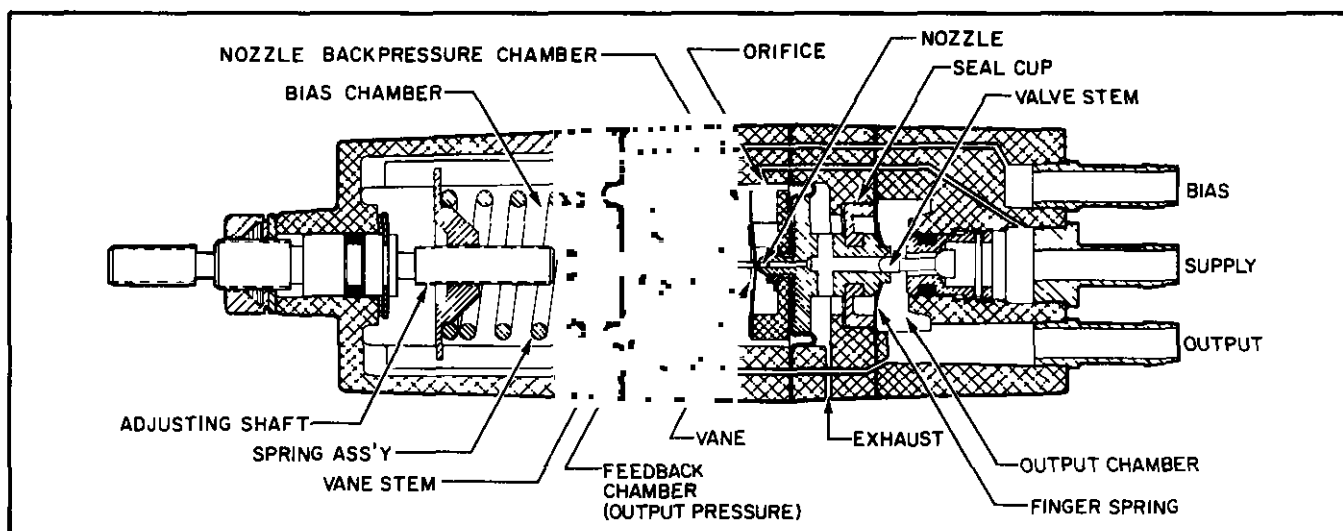 NOZZLE BACKPRESSURE CHAMBER
ORIFICE
NOZZLE
BIAS CHAMBER
SEAL CUP
VALVE STEM
BIAS
SUPPLY
OUTPUT
ADJUSTING SHAFT
SPRING ASS'Y
VANE STEM
FEEDBACK
CHAMBER
(OUTPUT PRESSURE)
VANE
EXHAUST
OUTPUT CHAMBER
FINGER SPRING